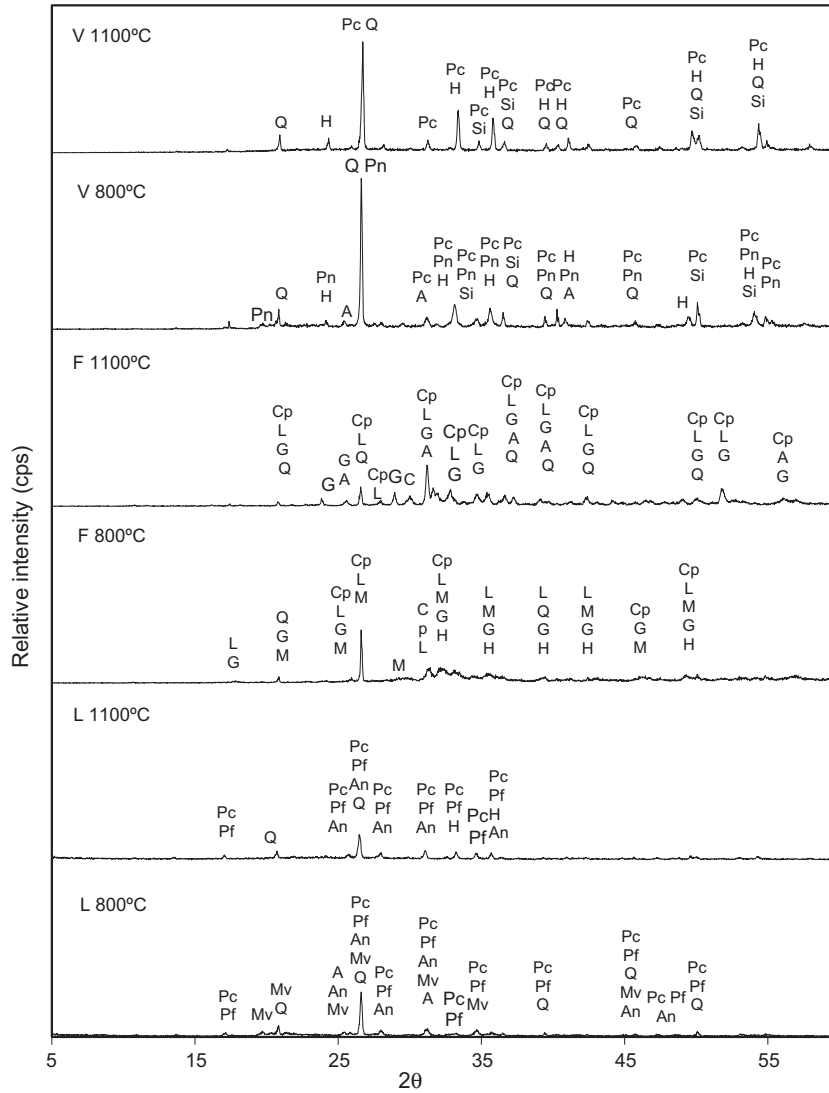 Relative intensity (cps)
V 1100ºC
Q
H
Pc Q
Pc
Pc
H
Pc
Si
Pc
H
Pc
Si
Q
Pc
H
Q
Pc
H
Q
Pc
Q
Pc
H
Q
Si
Pc
H
Q
Si
V 800ºC
Pn
Q
Pn
H
A
Q Pn
Pc
A
Pc
Pn
H
Pc
Pn
Si
Pc
Pn
H
Pc
Si
Q
Pc
Pn
Q
H
Pn
A
Pc
Pn
Q
H
Pc
Si
Pc
Pn
H
Si
Pc
Pn
F 1100ºC
Cp
L
G
Q
G
G
A
Cp
L
Q
Cp
L
G
C
Cp
L
G
A
Cp
L
G
Cp
L
G
Cp
L
G
A
Q
Cp
L
G
A
Q
Cp
L
G
Q
Cp
L
G
Q
Cp
L
G
Cp
A
G
F 800ºC
L
G
Q
G
M
Cp
L
G
M
Cp
L
M
M
C
p
L
Cp
L
M
G
H
L
M
G
H
L
Q
G
H
L
M
G
H
Cp
G
M
Cp
L
M
G
H
L 1100ºC
Pc
Pf
Q
Pc
Pf
An
Pc
Pf
An
Q
Pc
Pf
An
Pc
Pf
An
Pc
Pf
H
Pc
Pf
Pc
Pf
H
An
L 800ºC
Pc
Pf
Mv
Mv
Q
A
An
Mv
Pc
Pf
An
Mv
Q
Pc
Pf
An
Pc
Pf
An
Mv
A
Pc
Pf
Pc
Pf
Mv
Pc
Pf
Q
Pc
Pf
Q
Mv
An
Pc Pf
An
Pc
Pf
Q
5 15 25 35 45 55
2θ